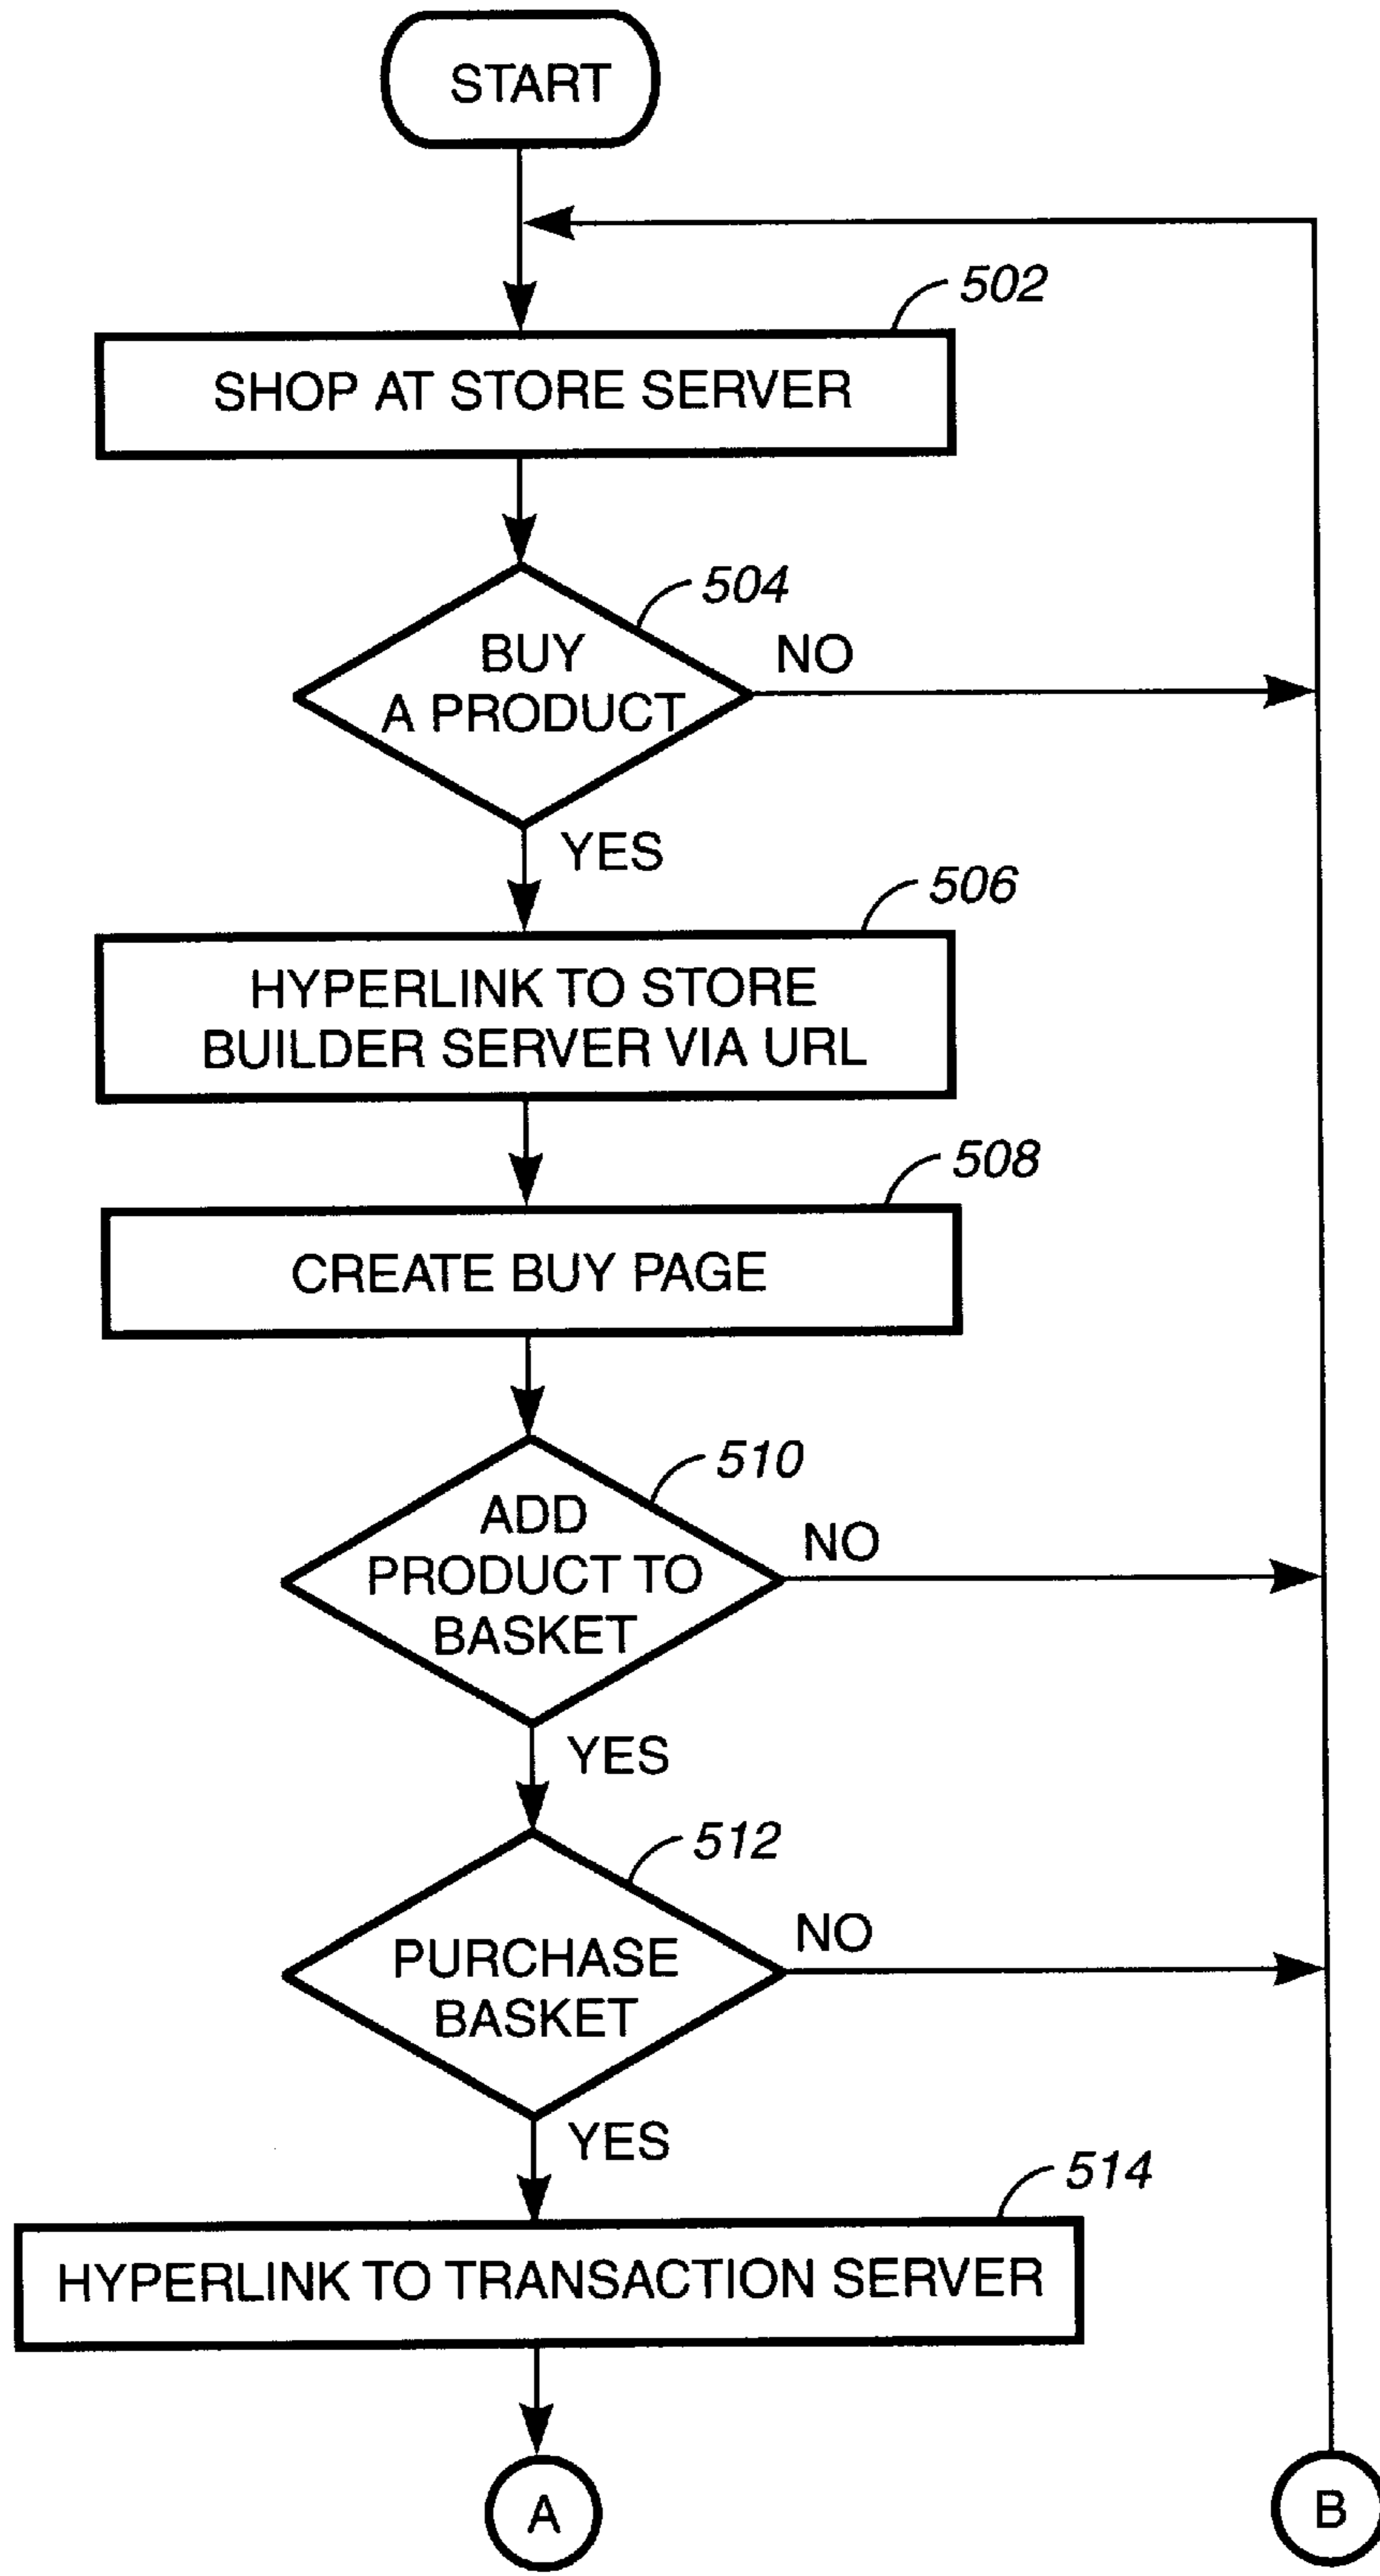 START
502
SHOP AT STORE SERVER
504
BUY
A PRODUCT
NO
YES
506
HYPERLINK TO STORE
BUILDER SERVER VIA URL
508
CREATE BUY PAGE
510
ADD
PRODUCT TO
BASKET
NO
YES
512
PURCHASE
BASKET
NO
YES
514
HYPERLINK TO TRANSACTION SERVER
A
B